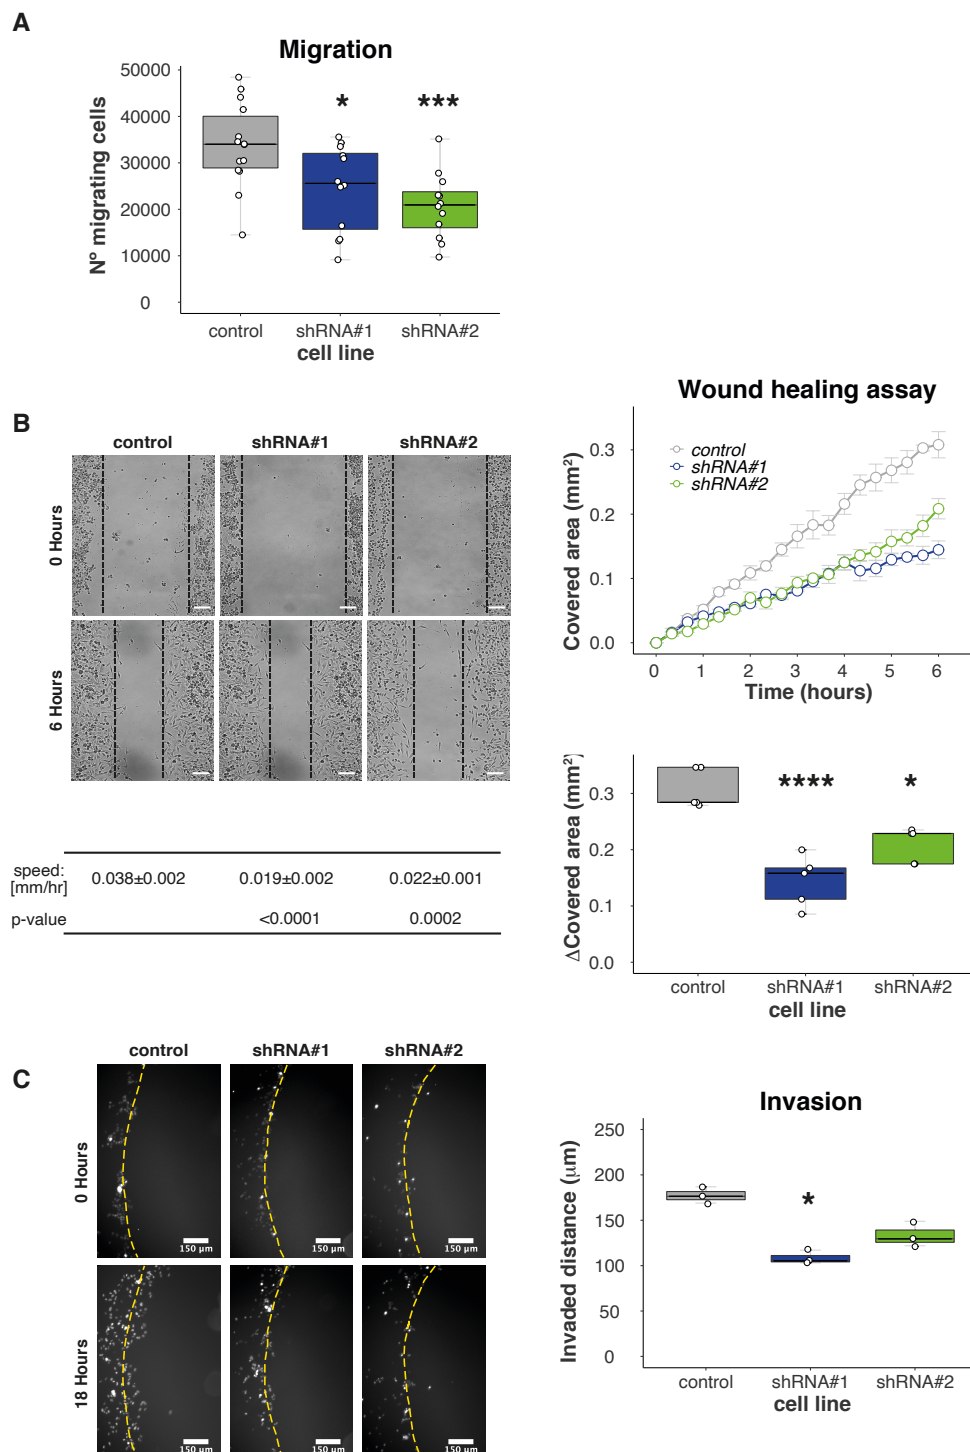 A
Migration
50000
40000
30000
20000
10000
0
Nº migrating cells
* ***
control shRNA#1 shRNA#2
cell line
B
control shRNA#1 shRNA#2
0 Hours
6 Hours
speed: [mm/hr] 0.038±0.002 0.019±0.002 0.022±0.001
p-value <0.0001 0.0002
Wound healing assay
0.3
0.2
0.1
0.0
Covered area (mm²)
control
shRNA#1
shRNA#2
0 1 2 3 4 5 6
Time (hours)
0.3
0.2
0.1
0.0
ΔCovered area (mm²)
**** *
control shRNA#1 shRNA#2
cell line
C
control shRNA#1 shRNA#2
0 Hours
150 µm 150 µm 150 µm
18 Hours
150 µm 150 µm 150 µm
Invasion
250
200
150
100
50
0
Invaded distance (µm)
*
control shRNA#1 shRNA#2
cell line